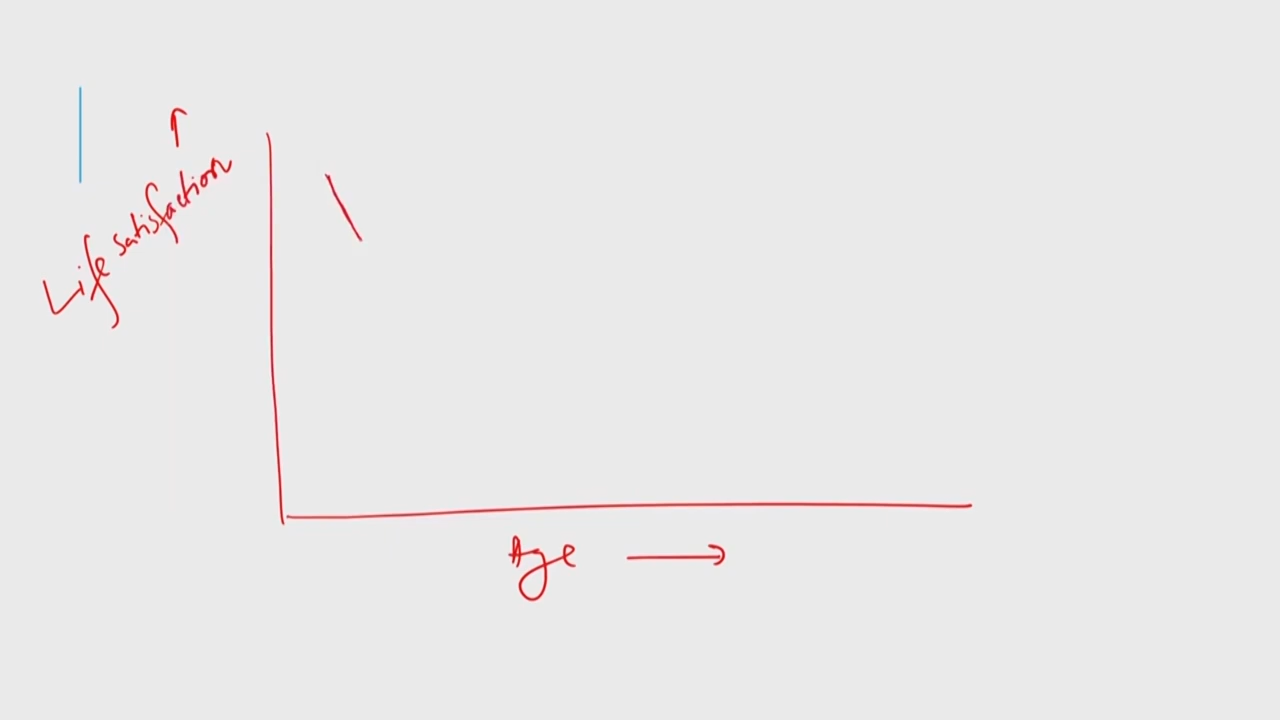 Life satisfaction ↑
Age →